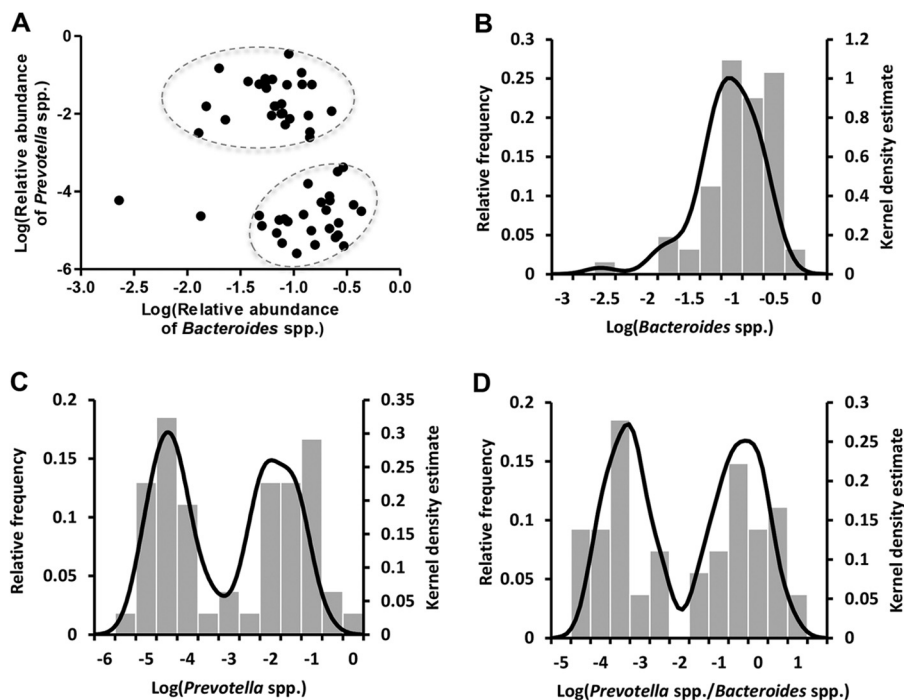 A
Log(Relative abundance
of Prevotella spp.)
0
-2
-4
-6
-3.0 -2.5 -2.0 -1.5 -1.0 -0.5 0.0
Log(Relative abundance
of Bacteroides spp.)
B
Relative frequency
0.3
0.25
0.2
0.15
0.1
0.05
0
1.2
1
0.8
0.6
0.4
0.2
0
Kernel density estimate
-3 -2.5 -2 -1.5 -1 -0.5 0
Log(Bacteroides spp.)
C
Relative frequency
0.2
0.15
0.1
0.05
0
0.35
0.3
0.25
0.2
0.15
0.1
0.05
0
Kernel density estimate
-6 -5 -4 -3 -2 -1 0
Log(Prevotella spp.)
D
Relative frequency
0.2
0.15
0.1
0.05
0
0.3
0.25
0.2
0.15
0.1
0.05
0
Kernel density estimate
-5 -4 -3 -2 -1 0 1
Log(Prevotella spp./Bacteroides spp.)